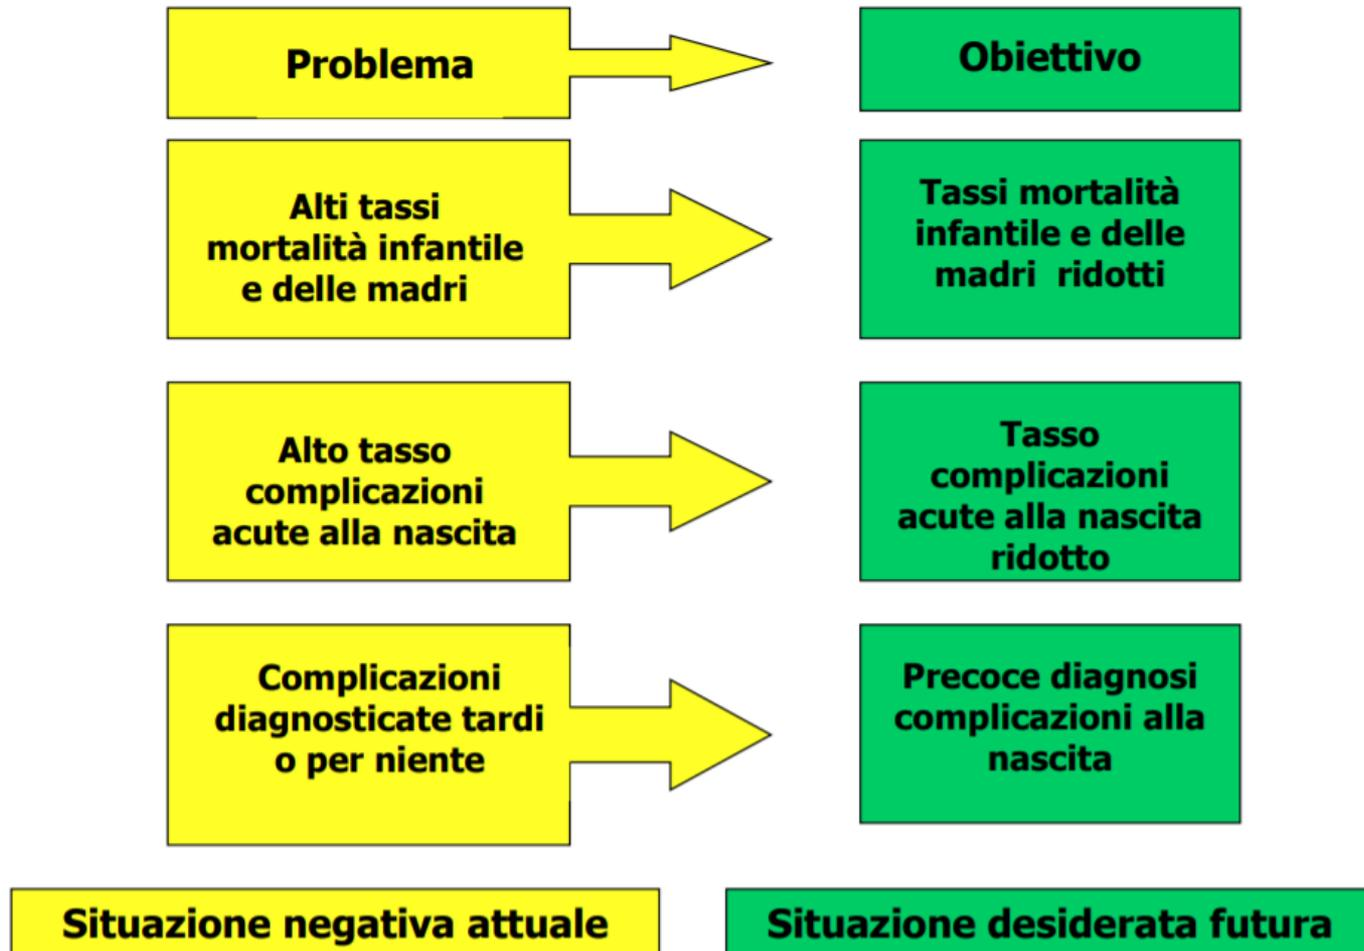 Problema
Obiettivo
Alti tassi
mortalità infantile
e delle madri
Tassi mortalità
infantile e delle
madri ridotti
Alto tasso
complicazioni
acute alla nascita
Tasso
complicazioni
acute alla nascita
ridotto
Complicazioni
diagnosticate tardi
o per niente
Precoce diagnosi
complicazioni alla
nascita
Situazione negativa attuale
Situazione desiderata futura